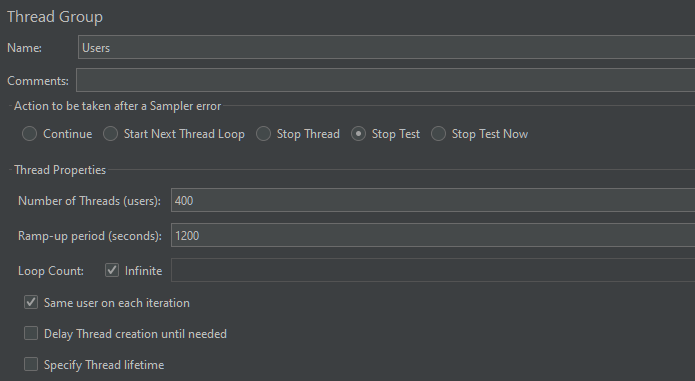 Thread Group
Name: Users
Comments:
Action to be taken after a Sampler error
Continue Start Next Thread Loop Stop Thread Stop Test Stop Test Now
Thread Properties
Number of Threads (users): 400
Ramp-up period (seconds): 1200
Loop Count: Infinite
Same user on each iteration
Delay Thread creation until needed
Specify Thread lifetime